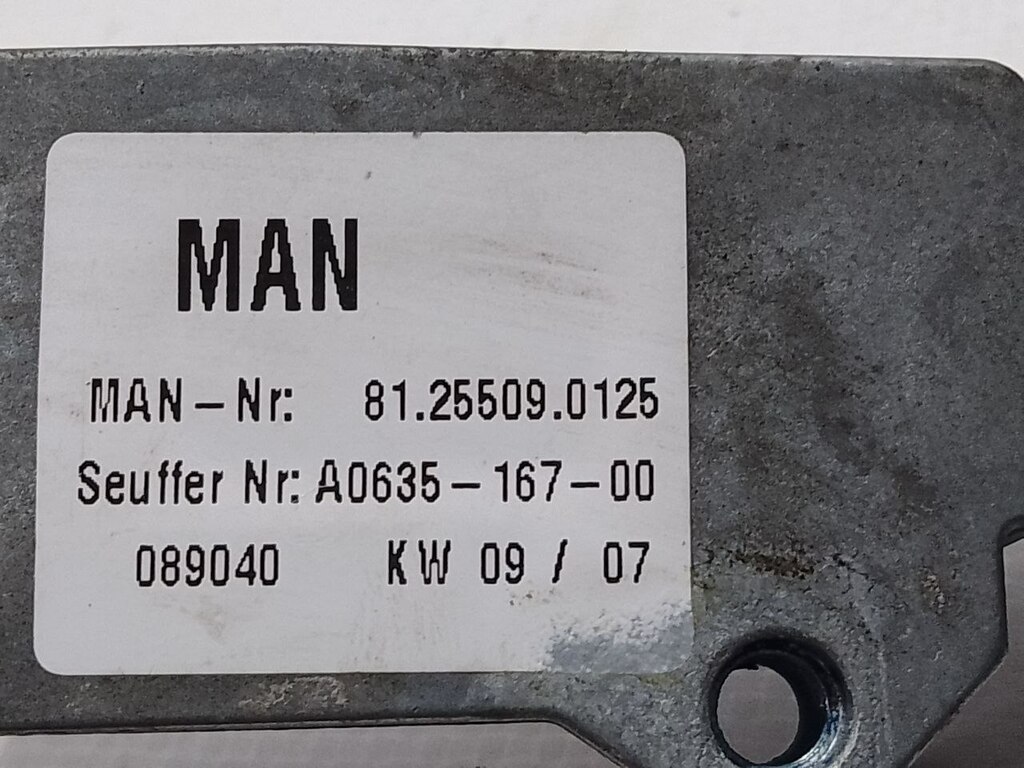 MAN
MAN-Nr: 81.25509.0125
Seuffer Nr: A0635-167-00
089040 KW 09 / 07